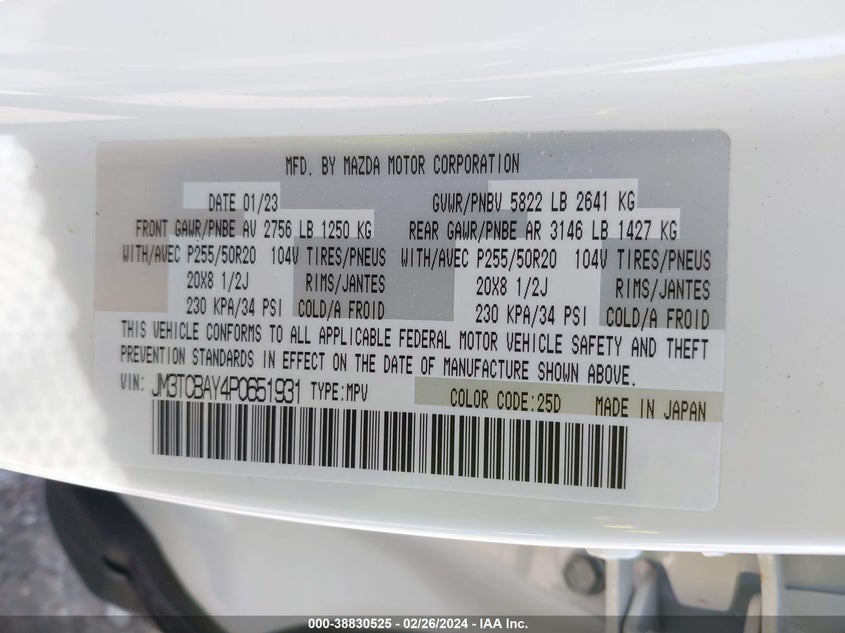 MFD. BY MAZDA MOTOR CORPORATION
DATE 01/23 GVWR/PNBV 5822 LB 2641 KG
FRONT GAWR/PNBE AV 2756 LB 1250 KG REAR GAWR/PNBE AR 3146 LB 1427 KG
WITH/AVEC P255/50R20 104V TIRES/PNEUS WITH/AVEC P255/50R20 104V TIRES/PNEUS
20X8 1/2J RIMS/JANTES 20X8 1/2J RIMS/JANTES
230 KPA/34 PSI COLD/A FROID 230 KPA/34 PSI COLD/A FROID
THIS VEHICLE CONFORMS TO ALL APPLICABLE FEDERAL MOTOR VEHICLE SAFETY AND THEFT
PREVENTION STANDARDS IN EFFECT ON THE DATE OF MANUFACTURE SHOWN ABOVE.
VIN: JM3TCBAY4P0651931 TYPE:MPV COLOR CODE:25D MADE IN JAPAN
000-38830525 - 02/26/2024 - IAA Inc.